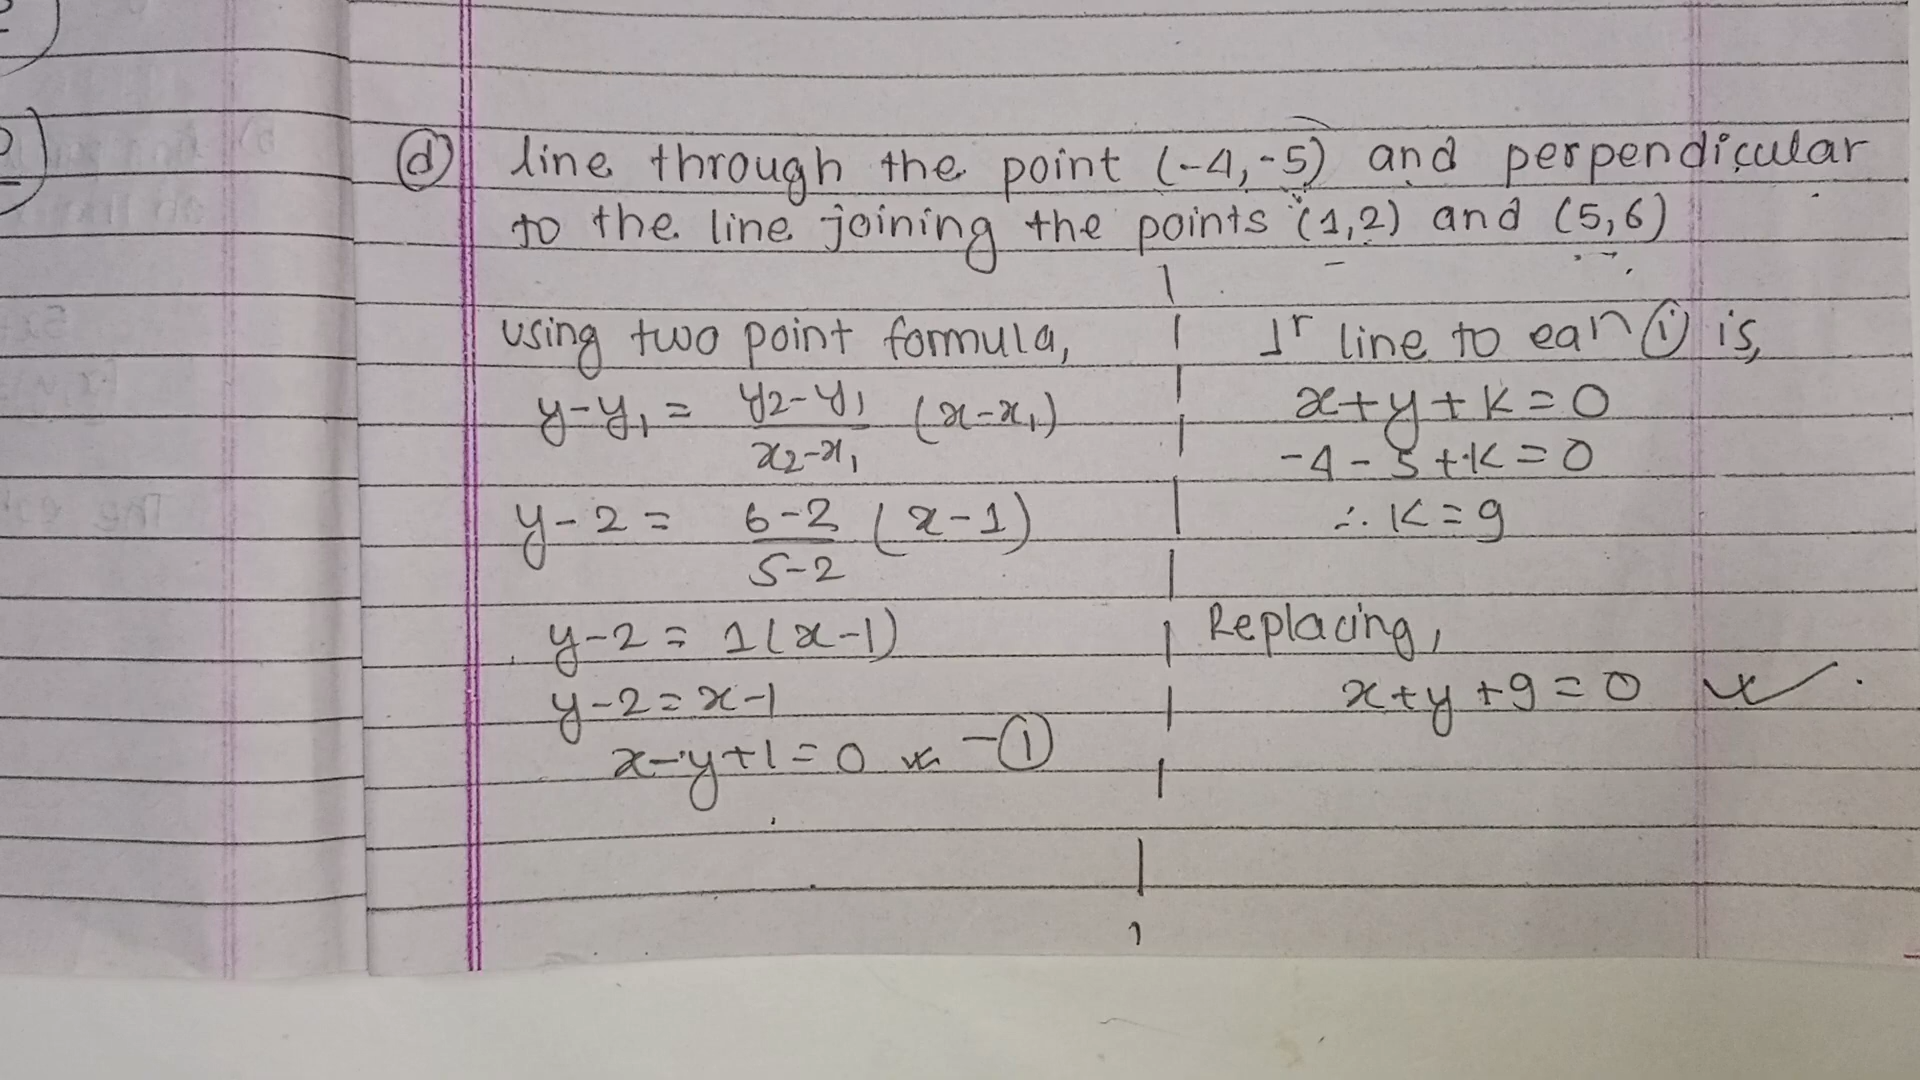 (d) line through the point (-4,-5) and perpendicular
to the line joining the points (1,2) and (5,6)
using two point formula,
y-y₁ = y₂-y₁/x₂-x₁ (x-x₁)
y-2 = 6-2/5-2 (x-1)
y-2 = 1(x-1)
y-2 = x-1
x-y+1=0 -(1)
⊥r line to eqn (i) is,
x+y+k=0
-4-5+k=0
∴ k=9
Replacing,
x+y+9=0